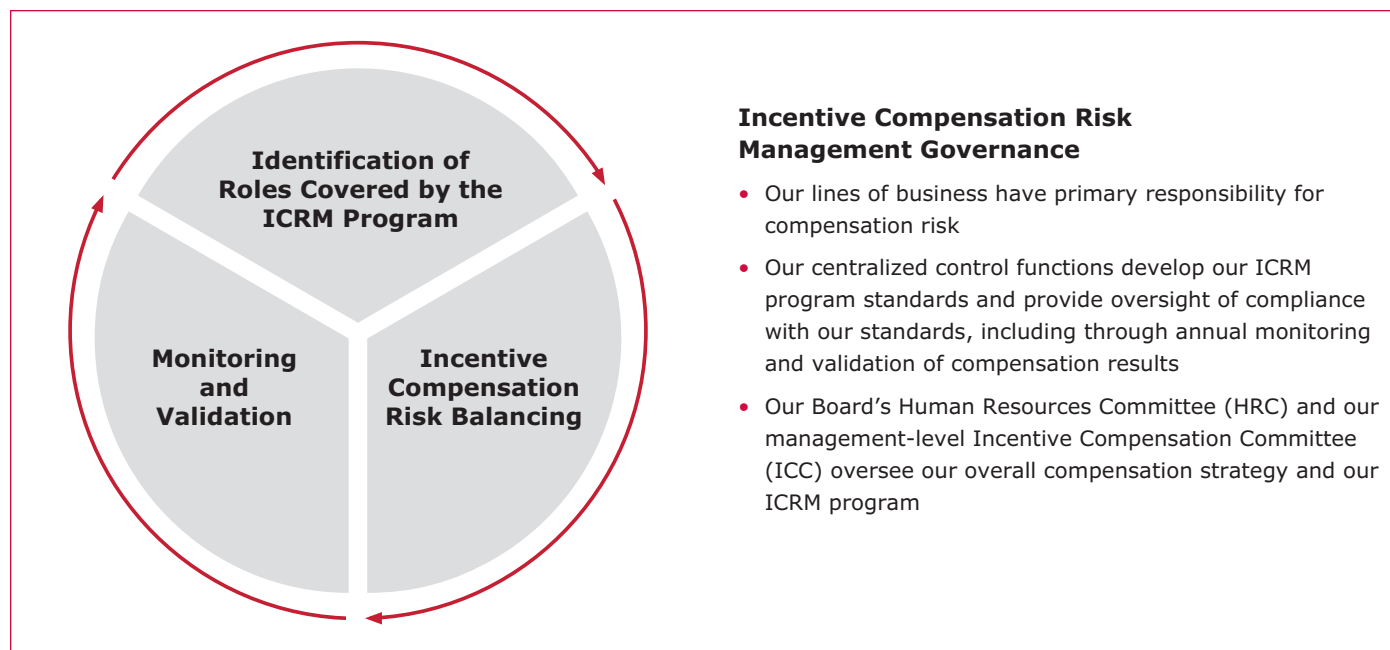 Identification of
Roles Covered by the
ICRM Program
Monitoring
and
Validation
Incentive
Compensation
Risk Balancing
Incentive Compensation Risk
Management Governance
• Our lines of business have primary responsibility for
compensation risk
• Our centralized control functions develop our ICRM
program standards and provide oversight of compliance
with our standards, including through annual monitoring
and validation of compensation results
• Our Board’s Human Resources Committee (HRC) and our
management-level Incentive Compensation Committee
(ICC) oversee our overall compensation strategy and our
ICRM program